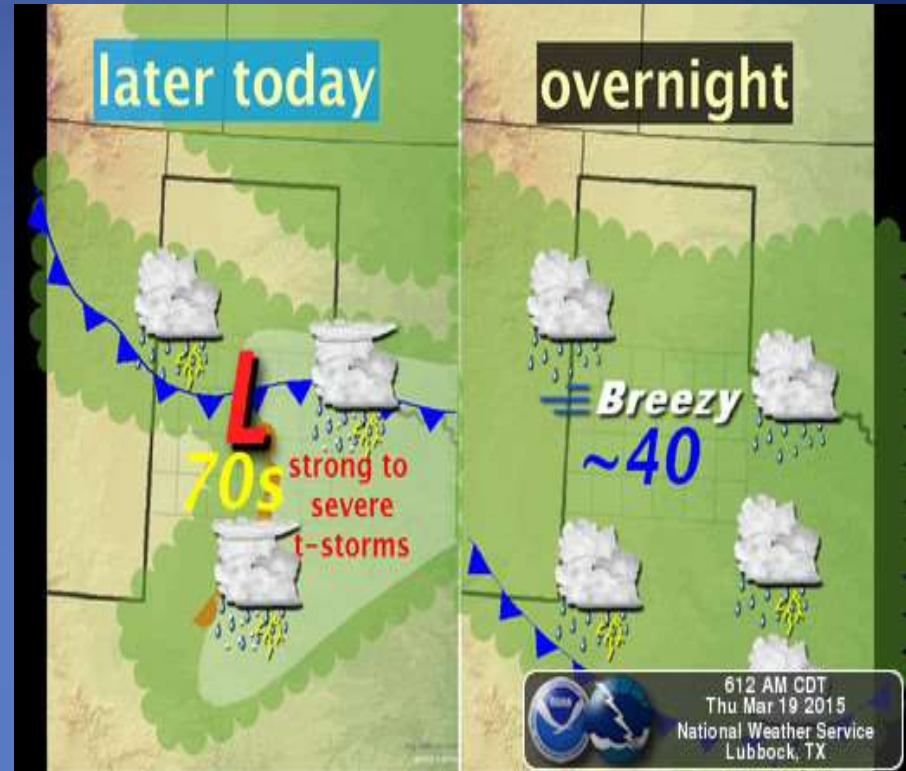 later today
overnight
L
70s
strong to
severe
t-storms
Breezy
~40
612 AM CDT
Thu Mar 19 2015
National Weather Service
Lubbock, TX